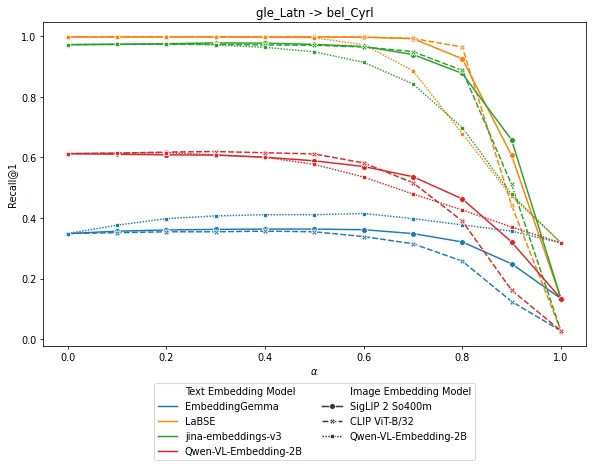 gle_Latn -> bel_Cyrl
Recall@1
1.0
0.8
0.6
0.4
0.2
0.0
0.0 0.2 0.4 0.6 0.8 1.0
α
Text Embedding Model Image Embedding Model
EmbeddingGemma SigLIP 2 So400m
LaBSE CLIP ViT-B/32
jina-embeddings-v3 Qwen-VL-Embedding-2B
Qwen-VL-Embedding-2B